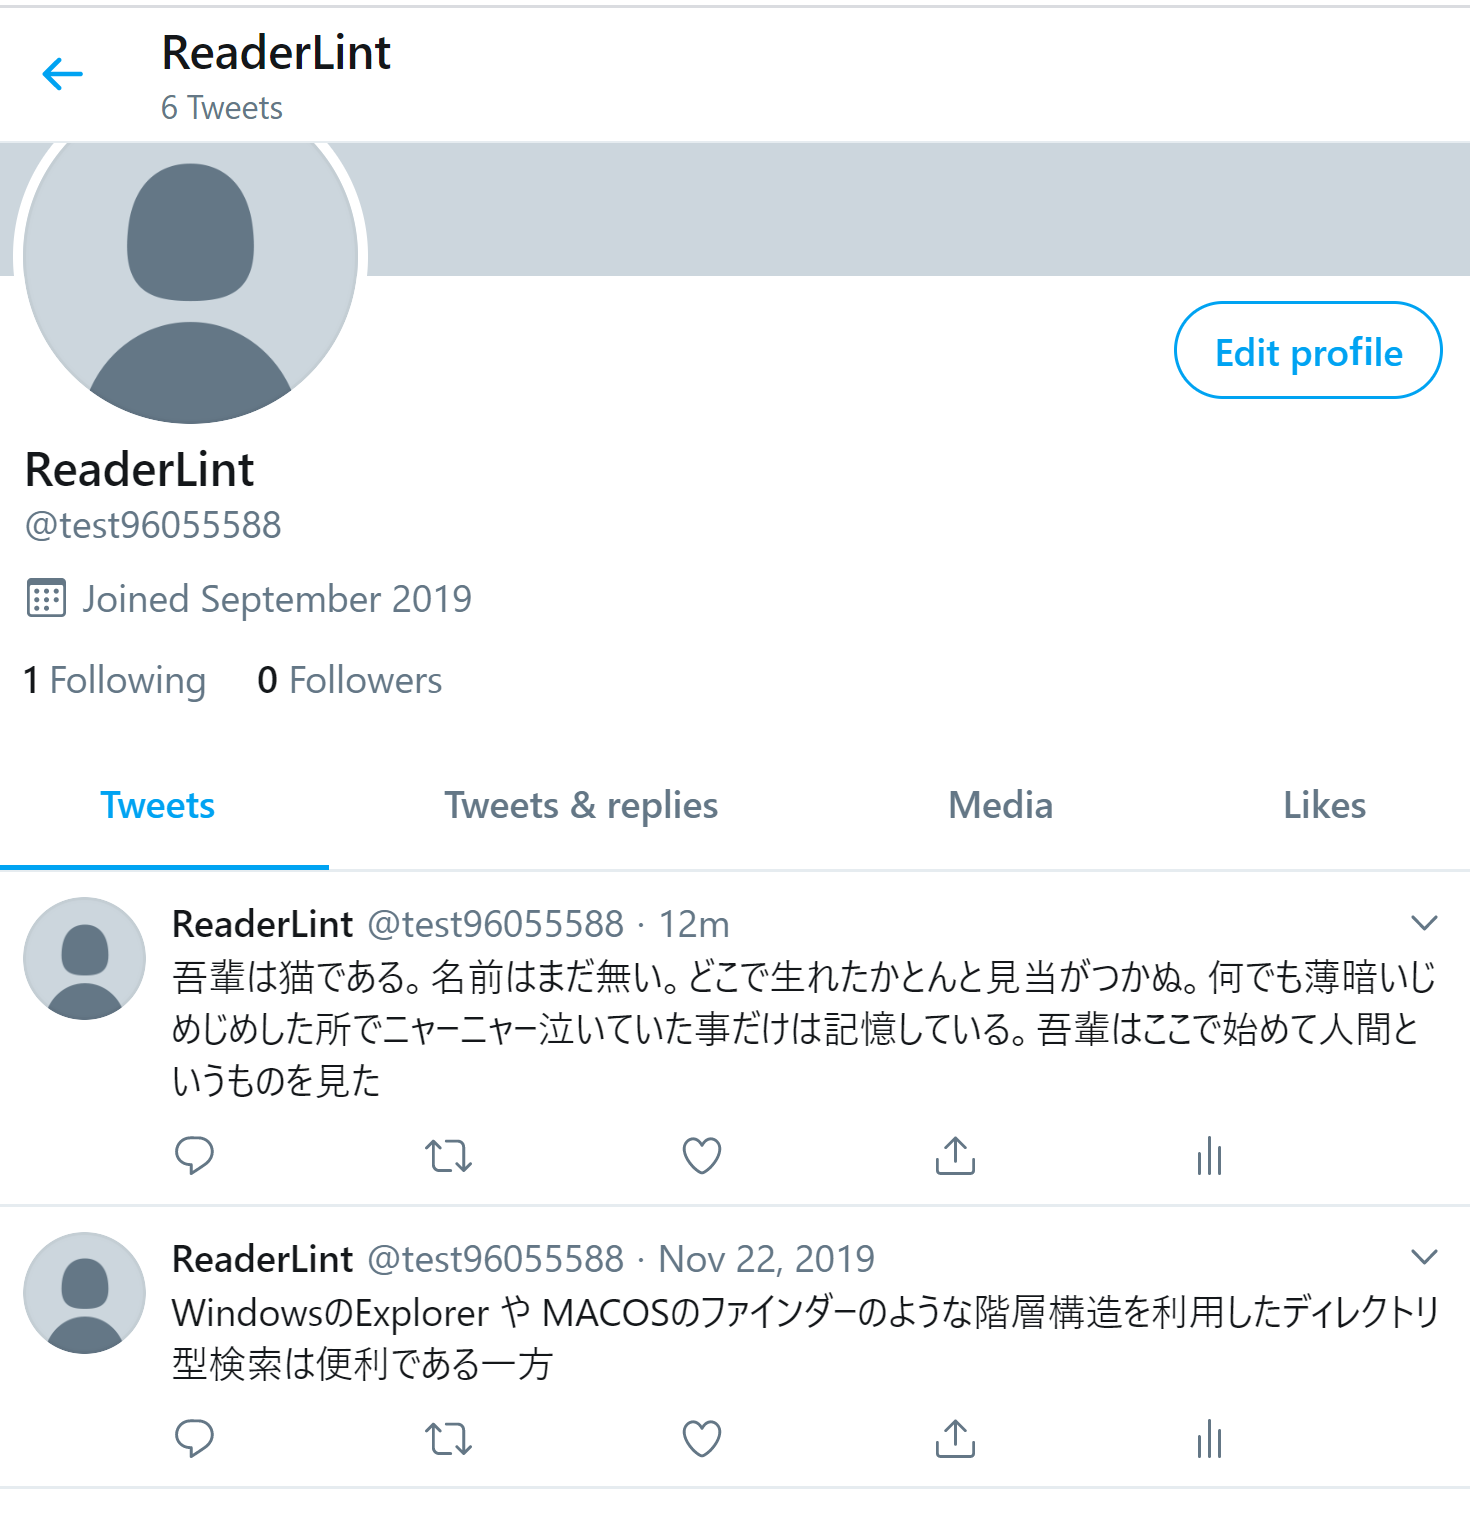 ReaderLint
6 Tweets
Edit profile
ReaderLint
@test96055588
Joined September 2019
1 Following 0 Followers
Tweets Tweets & replies Media Likes
ReaderLint @test96055588 · 12m
吾輩は猫である。名前はまだ無い。どこで生れたかとんと見当がつかぬ。何でも薄暗いじ
めじめした所でニャーニャー泣いていた事だけは記憶している。吾輩はここで始めて人間と
いうものを見た
ReaderLint @test96055588 · Nov 22, 2019
WindowsのExplorer や MACOSのファインダーのような階層構造を利用したディレクトリ
型検索は便利である一方